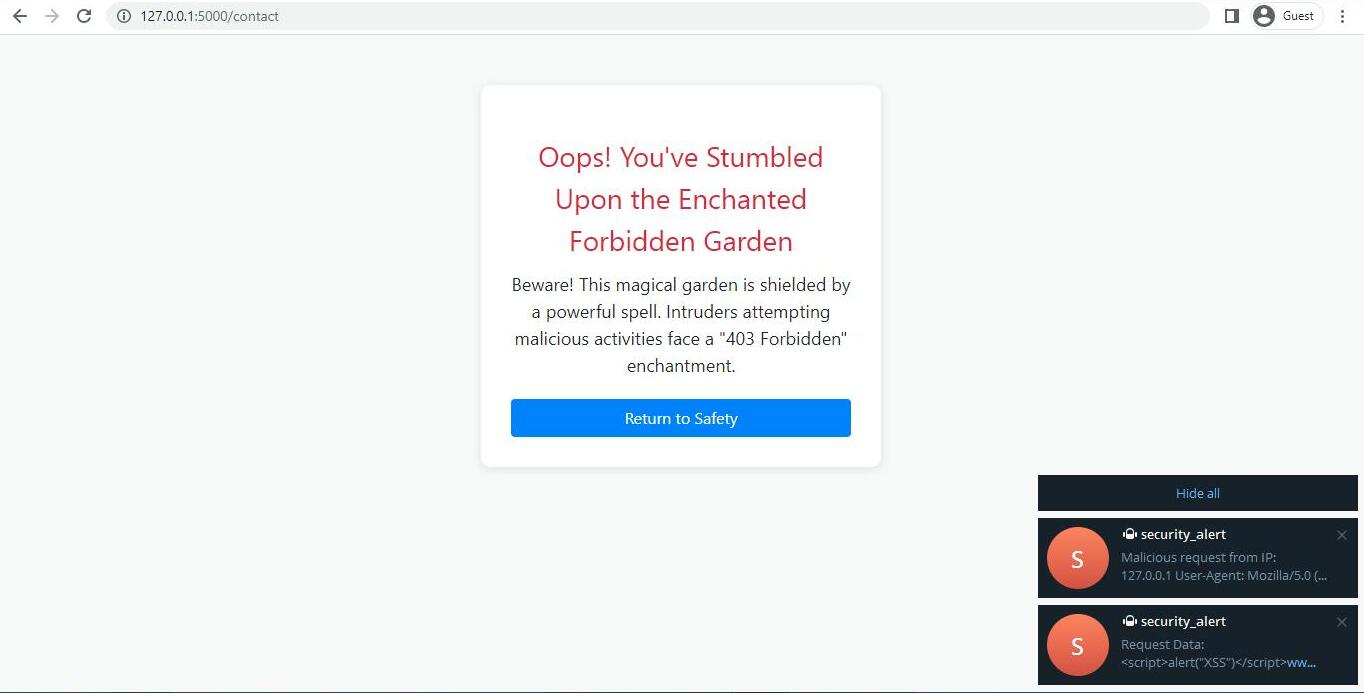 127.0.0.1:5000/contact
Guest
Oops! You've Stumbled
Upon the Enchanted
Forbidden Garden
Beware! This magical garden is shielded by
a powerful spell. Intruders attempting
malicious activities face a "403 Forbidden"
enchantment.
Return to Safety
Hide all
S
security_alert
Malicious request from IP:
127.0.0.1 User-Agent: Mozilla/5.0 (...
S
security_alert
Request Data:
<script>alert("XSS")</script>ww...